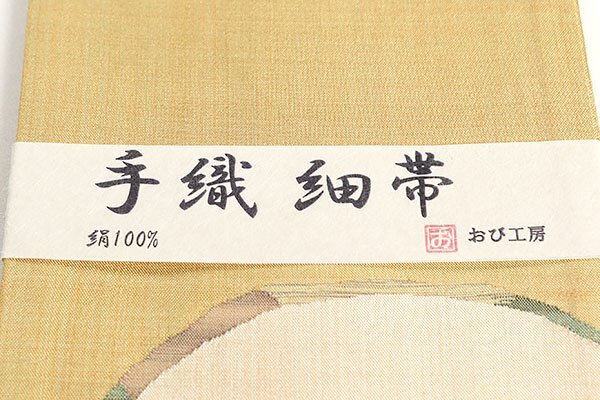 手織 細帯
絹100%
お おび工房